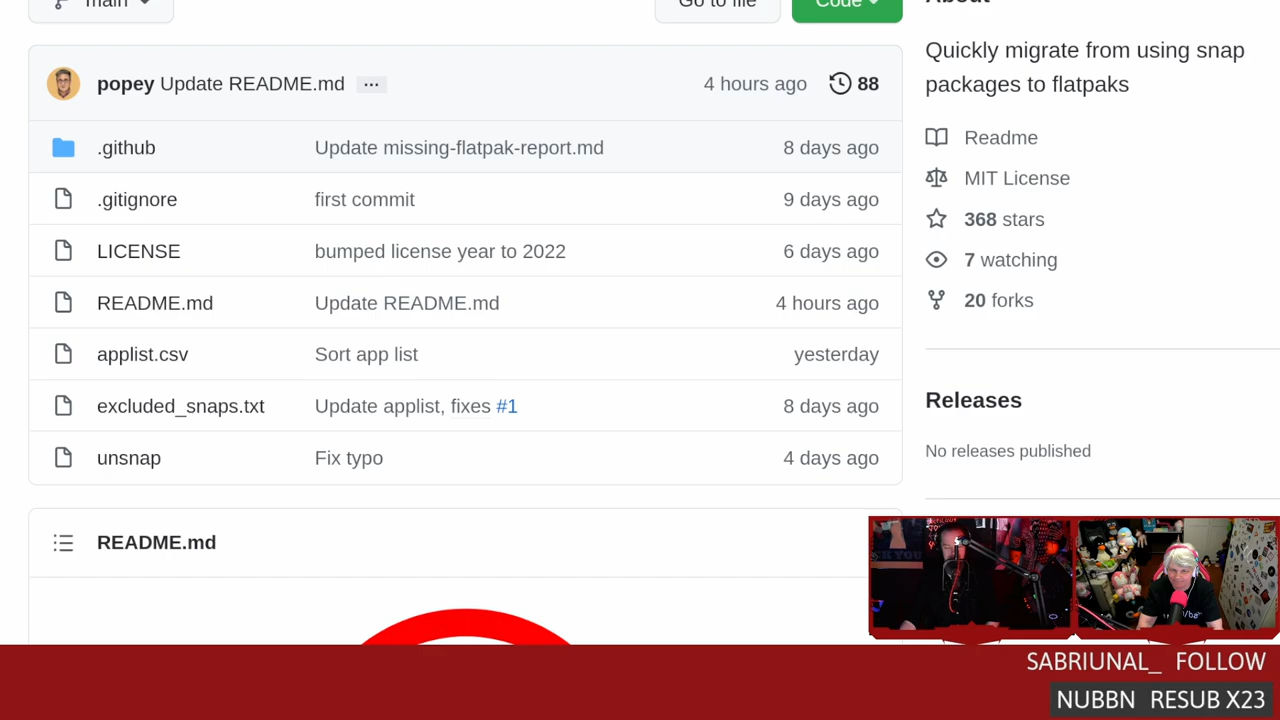 main
Go to file
Code
About
popey Update README.md ...
4 hours ago
88
.github
Update missing-flatpak-report.md
8 days ago
.gitignore
first commit
9 days ago
LICENSE
bumped license year to 2022
6 days ago
README.md
Update README.md
4 hours ago
applist.csv
Sort app list
yesterday
excluded_snaps.txt
Update applist, fixes #1
8 days ago
unsnap
Fix typo
4 days ago
README.md
Quickly migrate from using snap
packages to flatpaks
Readme
MIT License
368 stars
7 watching
20 forks
Releases
No releases published
SABRIUNAL_ FOLLOW
NUBBN RESUB X23